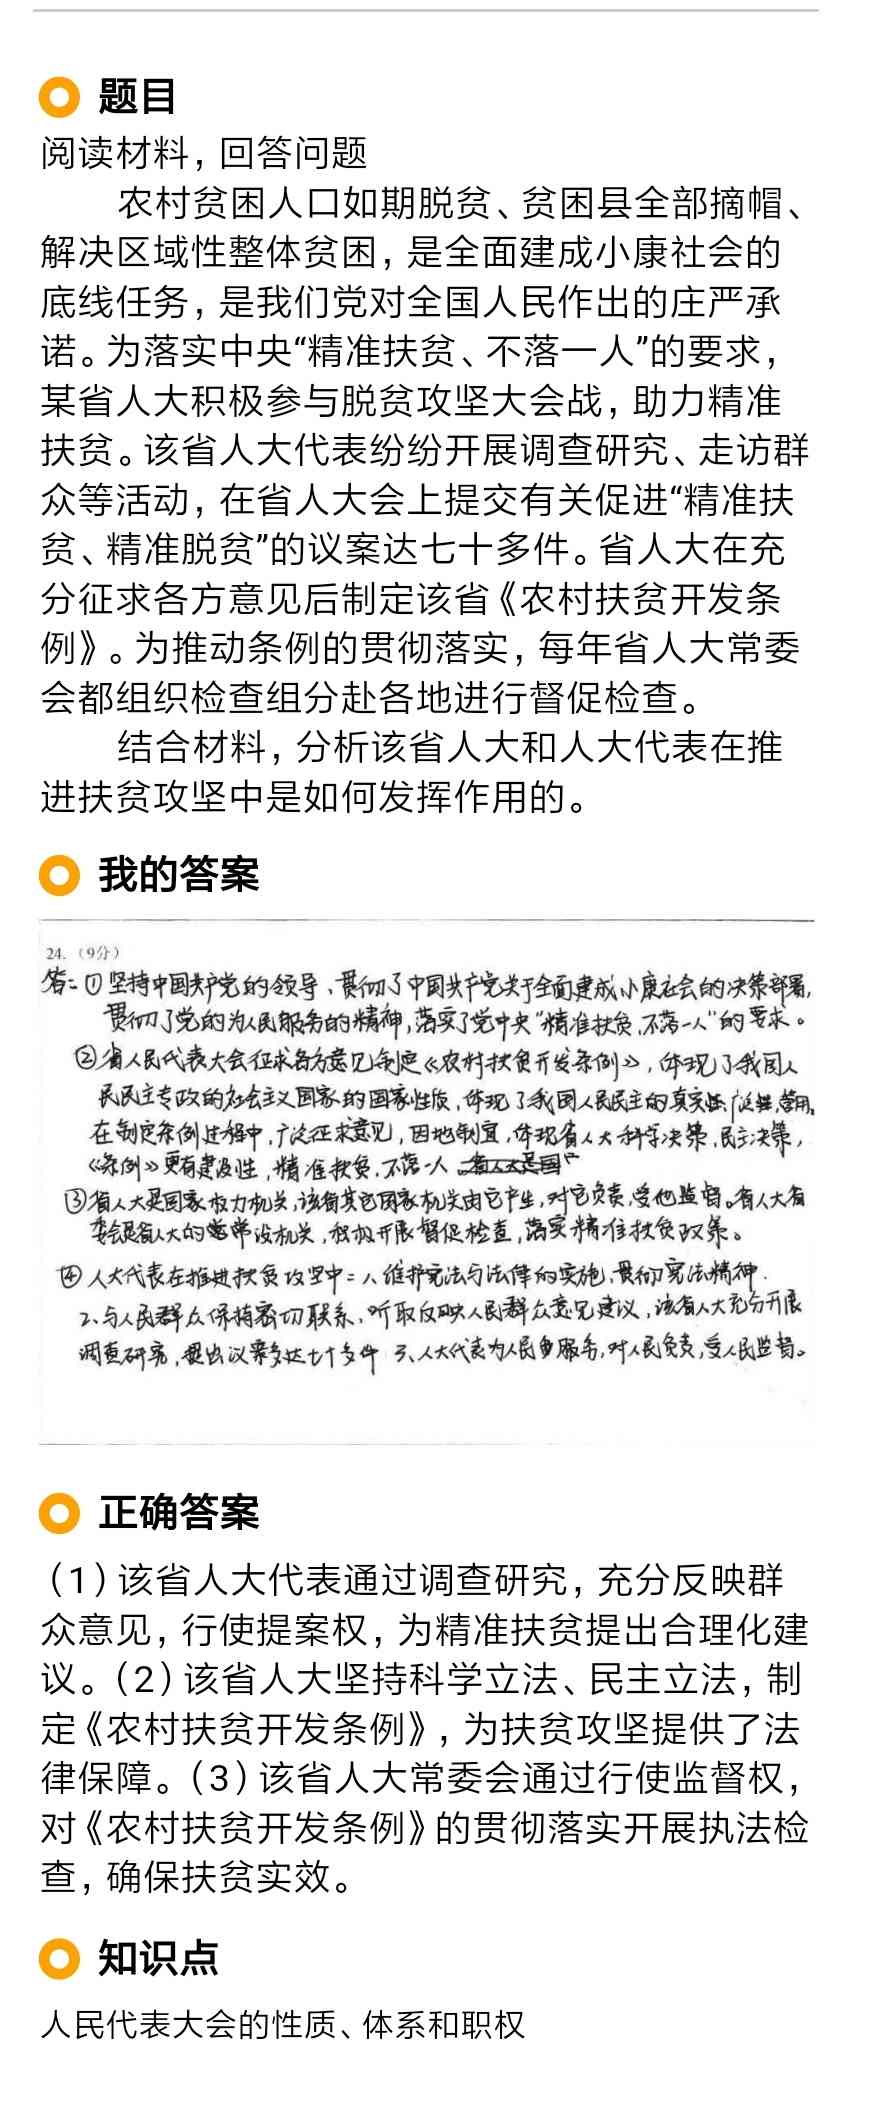 题目
阅读材料，回答问题
农村贫困人口如期脱贫、贫困县全部摘帽、
解决区域性整体贫困，是全面建成小康社会的
底线任务，是我们党对全国人民作出的庄严承
诺。为落实中央“精准扶贫、不落一人”的要求，
某省人大积极参与脱贫攻坚大会战，助力精准
扶贫。该省人大代表纷纷开展调查研究、走访群
众等活动，在省人大会上提交有关促进“精准扶
贫、精准脱贫”的议案达七十多件。省人大在充
分征求各方意见后制定该省《农村扶贫开发条
例》。为推动条例的贯彻落实，每年省人大常委
会都组织检查组分赴各地进行督促检查。
结合材料，分析该省人大和人大代表在推
进扶贫攻坚中是如何发挥作用的。
我的答案
24.（9分）
答：①坚持中国共产党的领导，贯彻了中国共产党关于全面建成小康社会的决策部署，
贯彻了党的为人民服务的精神，落实了党中央“精准扶贫，不落一人”的要求。
②省人民代表大会征求各方意见制定《农村扶贫开发条例》，体现了我国人
民民主专政的社会主义国家的国家性质，体现了我国人民民主的真实性、广泛性、管用，
在制定条例过程中，广泛征求意见，因地制宜，体现省人大科学决策，民主决策，
《条例》更有建设性，精准扶贫，不落一人
③省人大是国家权力机关，该省其它国家机关由它产生，对它负责，受他监督。省人大常
委会是省人大的常设机关，积极开展督促检查，落实精准扶贫政策。
④人大代表在推进扶贫攻坚中：1、维护宪法与法律的实施，贯彻宪法精神．
2、与人民群众保持密切联系，听取反映人民群众意见建议，该省人大充分开展
调查研究，提出议案多达七十多件 3、人大代表为人民服务，对人民负责，受人民监督。
正确答案
（1）该省人大代表通过调查研究，充分反映群
众意见，行使提案权，为精准扶贫提出合理化建
议。（2）该省人大坚持科学立法、民主立法，制
定《农村扶贫开发条例》，为扶贫攻坚提供了法
律保障。（3）该省人大常委会通过行使监督权，
对《农村扶贫开发条例》的贯彻落实开展执法检
查，确保扶贫实效。
知识点
人民代表大会的性质、体系和职权